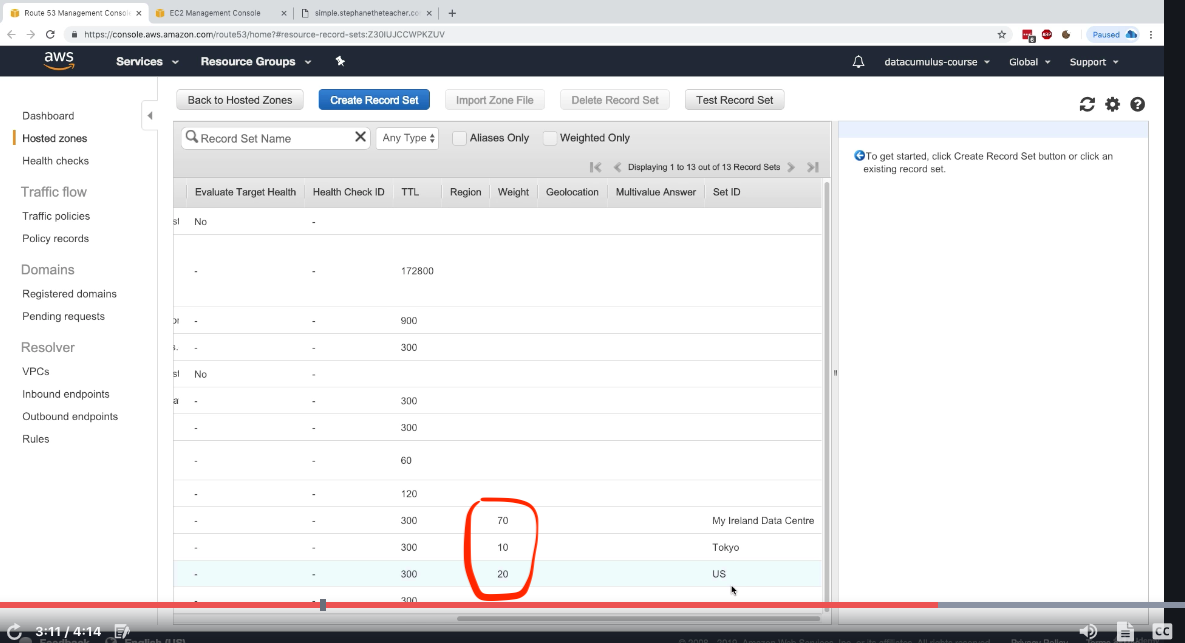 Route 53 Management Consol
EC2 Management Console
simple.stephanetheteacher.co
https://console.aws.amazon.com/route53/home?#resource-record-sets:Z30IUJCCWPKZUV
Paused
aws
Services
Resource Groups
datacumulus-course
Global
Support
Dashboard
Hosted zones
Health checks
Traffic flow
Traffic policies
Policy records
Domains
Registered domains
Pending requests
Resolver
VPCs
Inbound endpoints
Outbound endpoints
Rules
Back to Hosted Zones
Create Record Set
Import Zone File
Delete Record Set
Test Record Set
Record Set Name
Any Type
Aliases Only
Weighted Only
Displaying 1 to 13 out of 13 Record Sets
Evaluate Target Health Health Check ID TTL Region Weight Geolocation Multivalue Answer Set ID
No -
- - 172800
- - 900
- - 300
No -
- - 300
- - 300
- - 60
- - 120
- - 300 70 My Ireland Data Centre
- - 300 10 Tokyo
- - 300 20 US
- - 300
To get started, click Create Record Set button or click an
existing record set.
3:11 / 4:14
Feedback
English (US)
CC